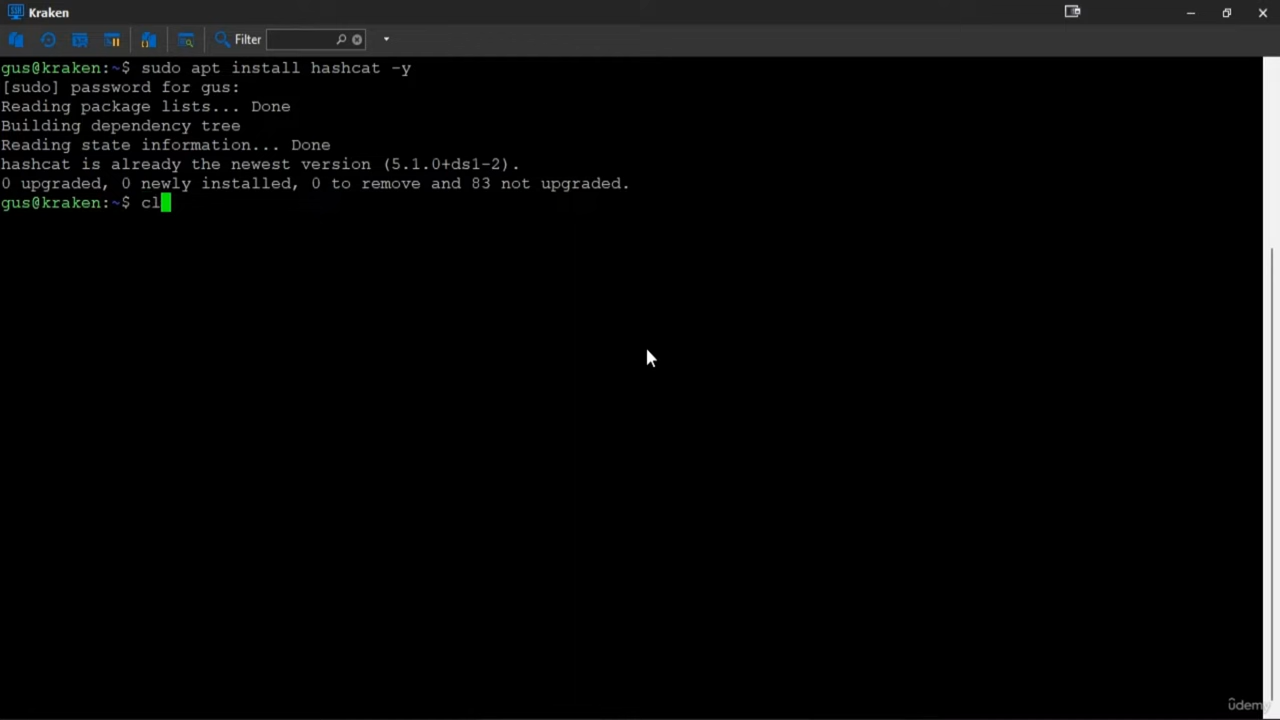 Kraken
Filter
gus@kraken:~$ sudo apt install hashcat -y
[sudo] password for gus:
Reading package lists... Done
Building dependency tree
Reading state information... Done
hashcat is already the newest version (5.1.0+ds1-2).
0 upgraded, 0 newly installed, 0 to remove and 83 not upgraded.
gus@kraken:~$ cl
ûdemy